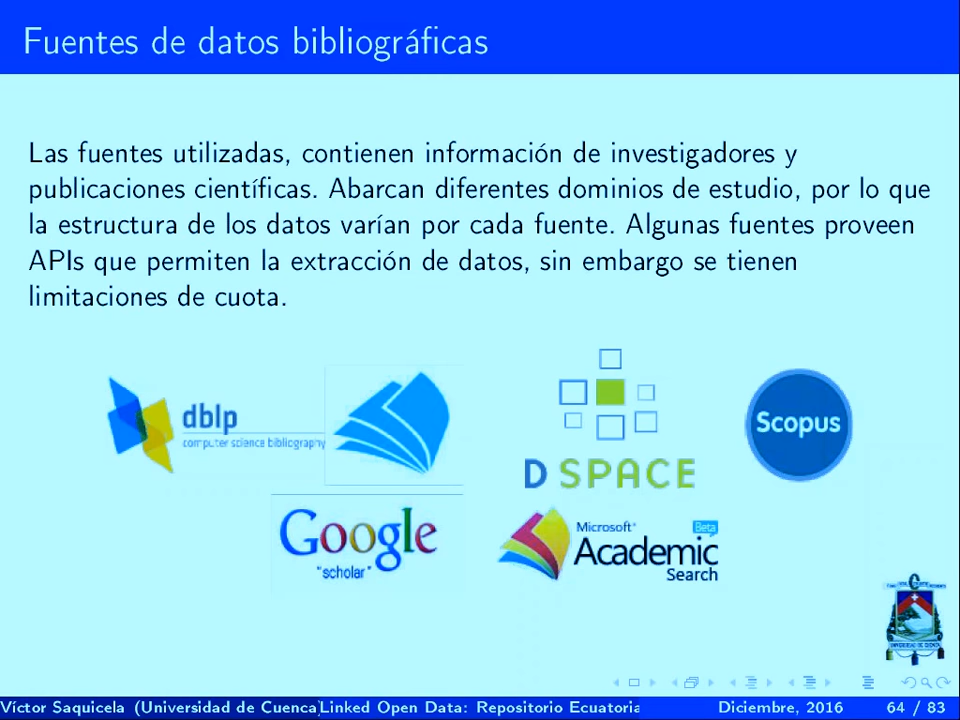 Fuentes de datos bibliográficas
Las fuentes utilizadas, contienen información de investigadores y
publicaciones científicas. Abarcan diferentes dominios de estudio, por lo que
la estructura de los datos varían por cada fuente. Algunas fuentes proveen
APIs que permiten la extracción de datos, sin embargo se tienen
limitaciones de cuota.
dblp
computer science bibliography
DSPACE
Scopus
Google
"scholar"
Microsoft®
Beta
Academic
Search
Víctor Saquicela (Universidad de Cuenca)
Linked Open Data: Repositorio Ecuatoria
Diciembre, 2016
64 / 83